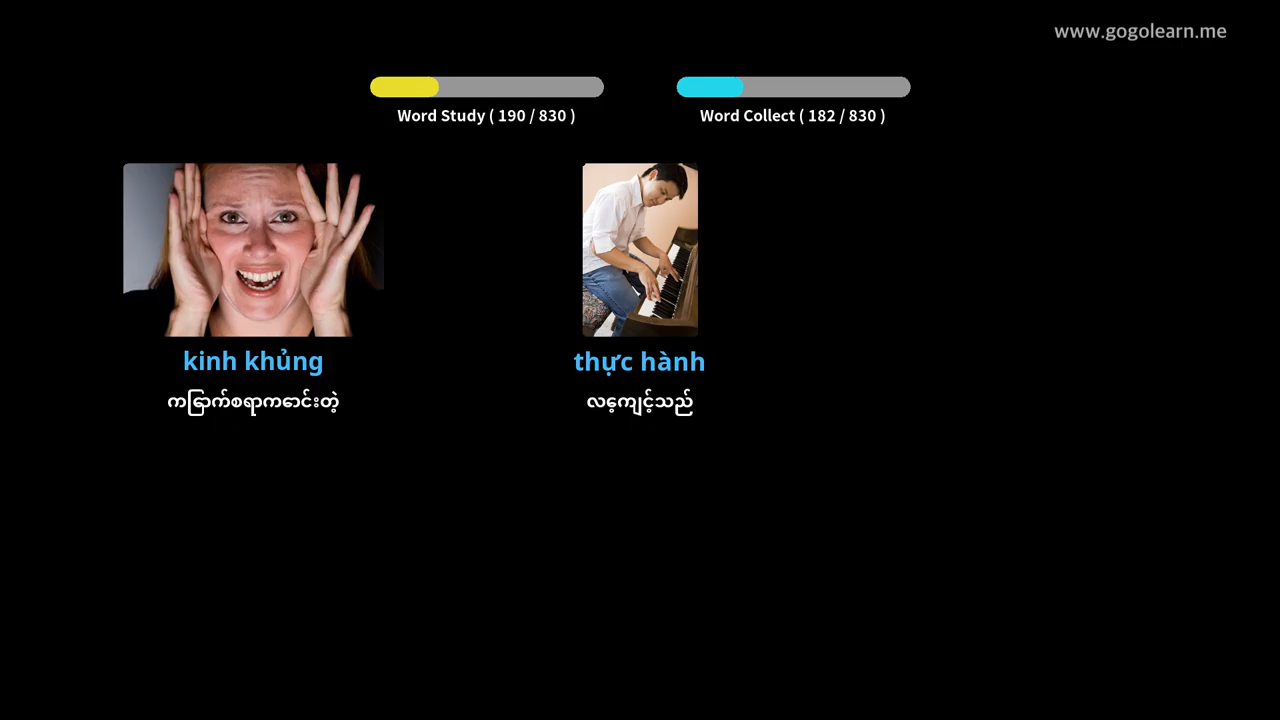 www.gogolearn.me
Word Study ( 190 / 830 )
Word Collect ( 182 / 830 )
kinh khủng
ကြောက်စရာကောင်းတဲ့
thực hành
လေ့ကျင့်သည်